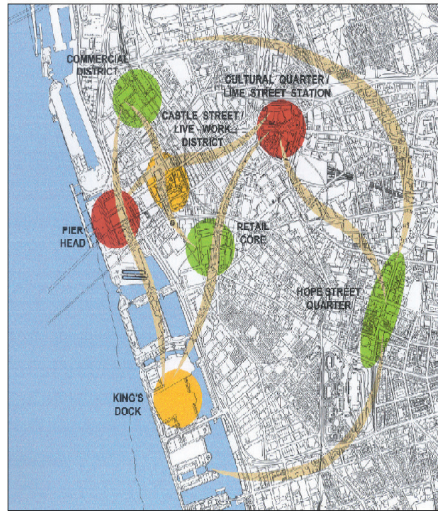 COMMERCIAL
DISTRICT
CULTURAL QUARTER /
LIME STREET STATION
CASTLE STREET /
LIVE - WORK
DISTRICT
PIER
HEAD
RETAIL
CORE
HOPE STREET
QUARTER
KING'S
DOCK